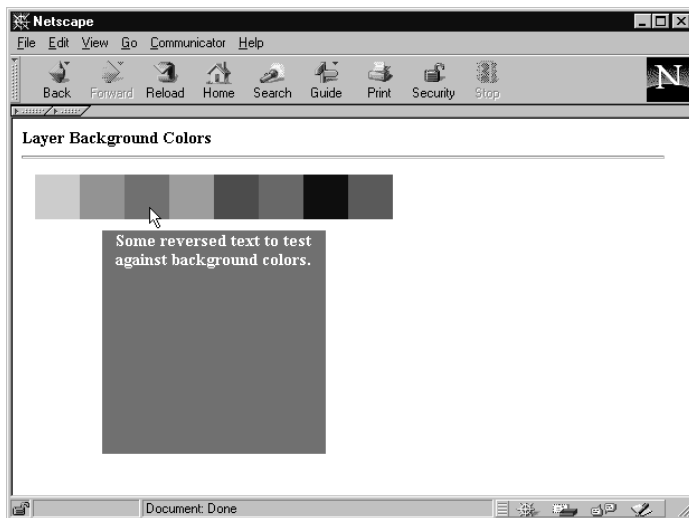 Netscape
File Edit View Go Communicator Help
Back Forward Reload Home Search Guide Print Security Stop
N
Layer Background Colors
Some reversed text to test
against background colors.
Document: Done